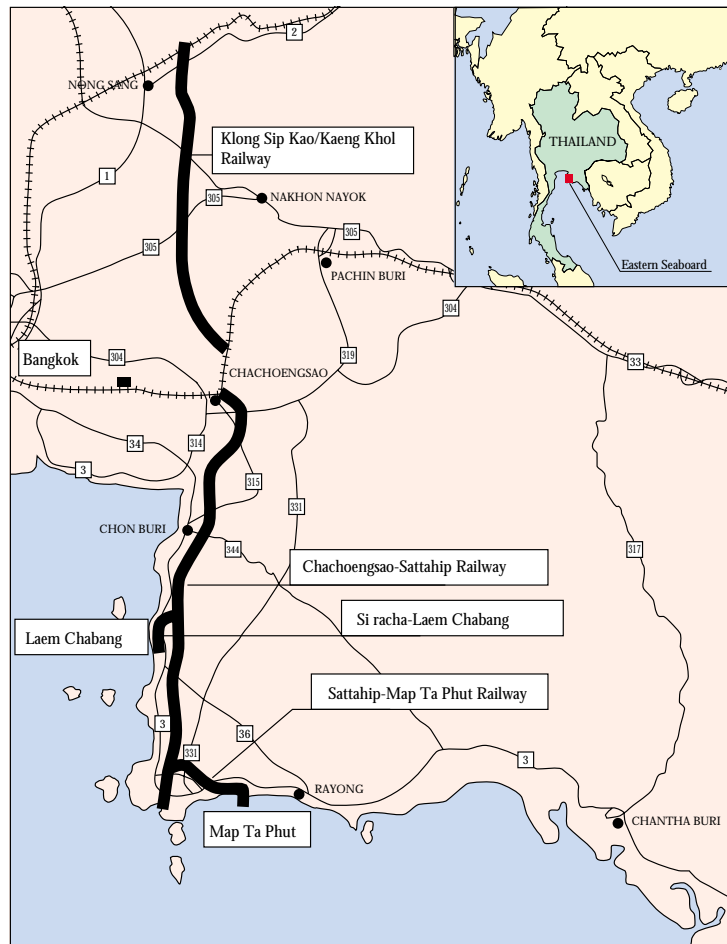 2
NONG SANG
THAILAND
Klong Sip Kao/Kaeng Khol
Railway
1
305
NAKHON NAYOK
305
305
Eastern Seaboard
PACHIN BURI
304
Bangkok
304
319
33
CHACHOENGSAO
34
314
3
315
331
CHON BURI
344
317
Chachoengsao-Sattahip Railway
Si racha-Laem Chabang
Laem Chabang
Sattahip-Map Ta Phut Railway
3
36
331
3
RAYONG
CHANTHA BURI
Map Ta Phut